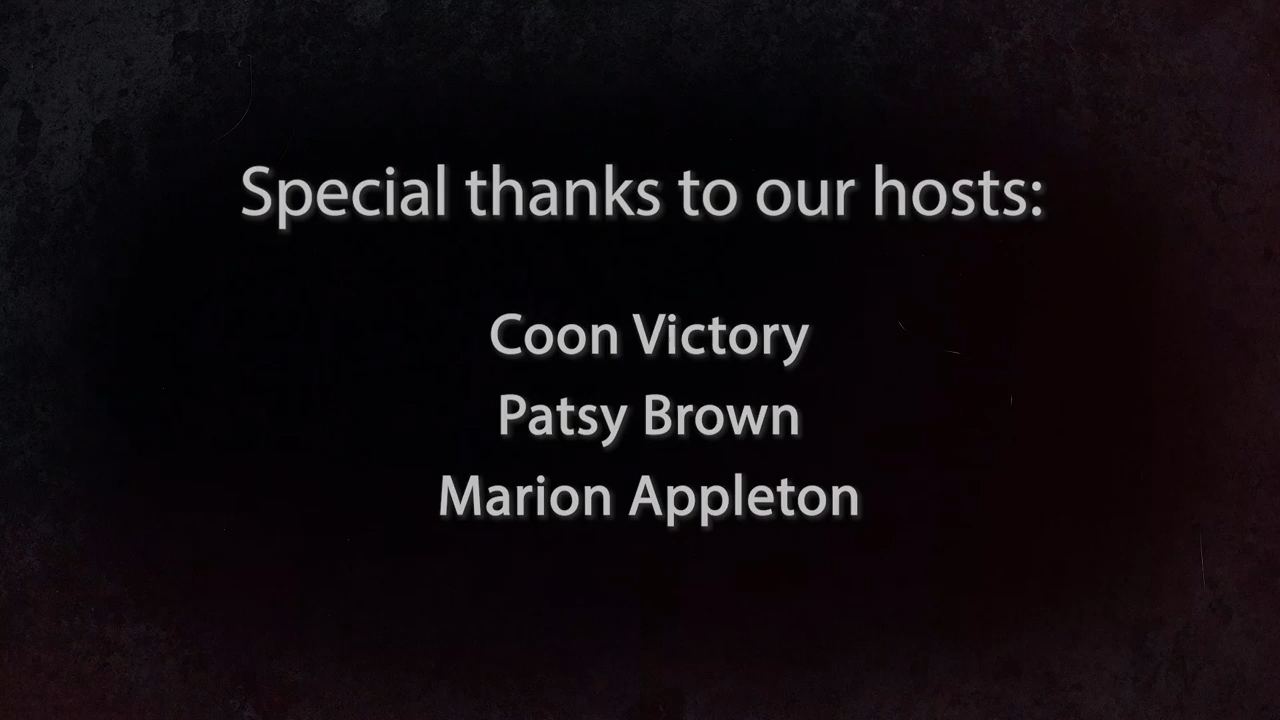 Special thanks to our hosts:
Coon Victory
Patsy Brown
Marion Appleton